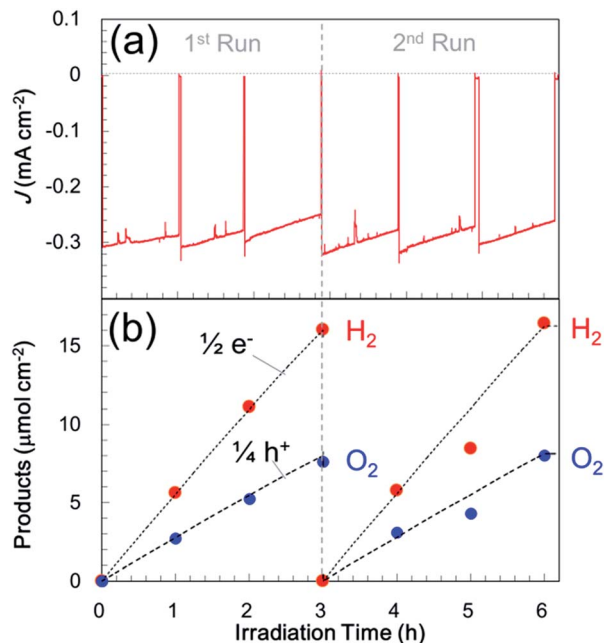 (a)
1st Run
2nd Run
0.1
0
-0.1
-0.2
-0.3
J (mA cm-2)
(b)
15
10
5
0
Products (μmol cm-2)
½ e-
¼ h+
H2
O2
H2
O2
0 1 2 3 4 5 6
Irradiation Time (h)